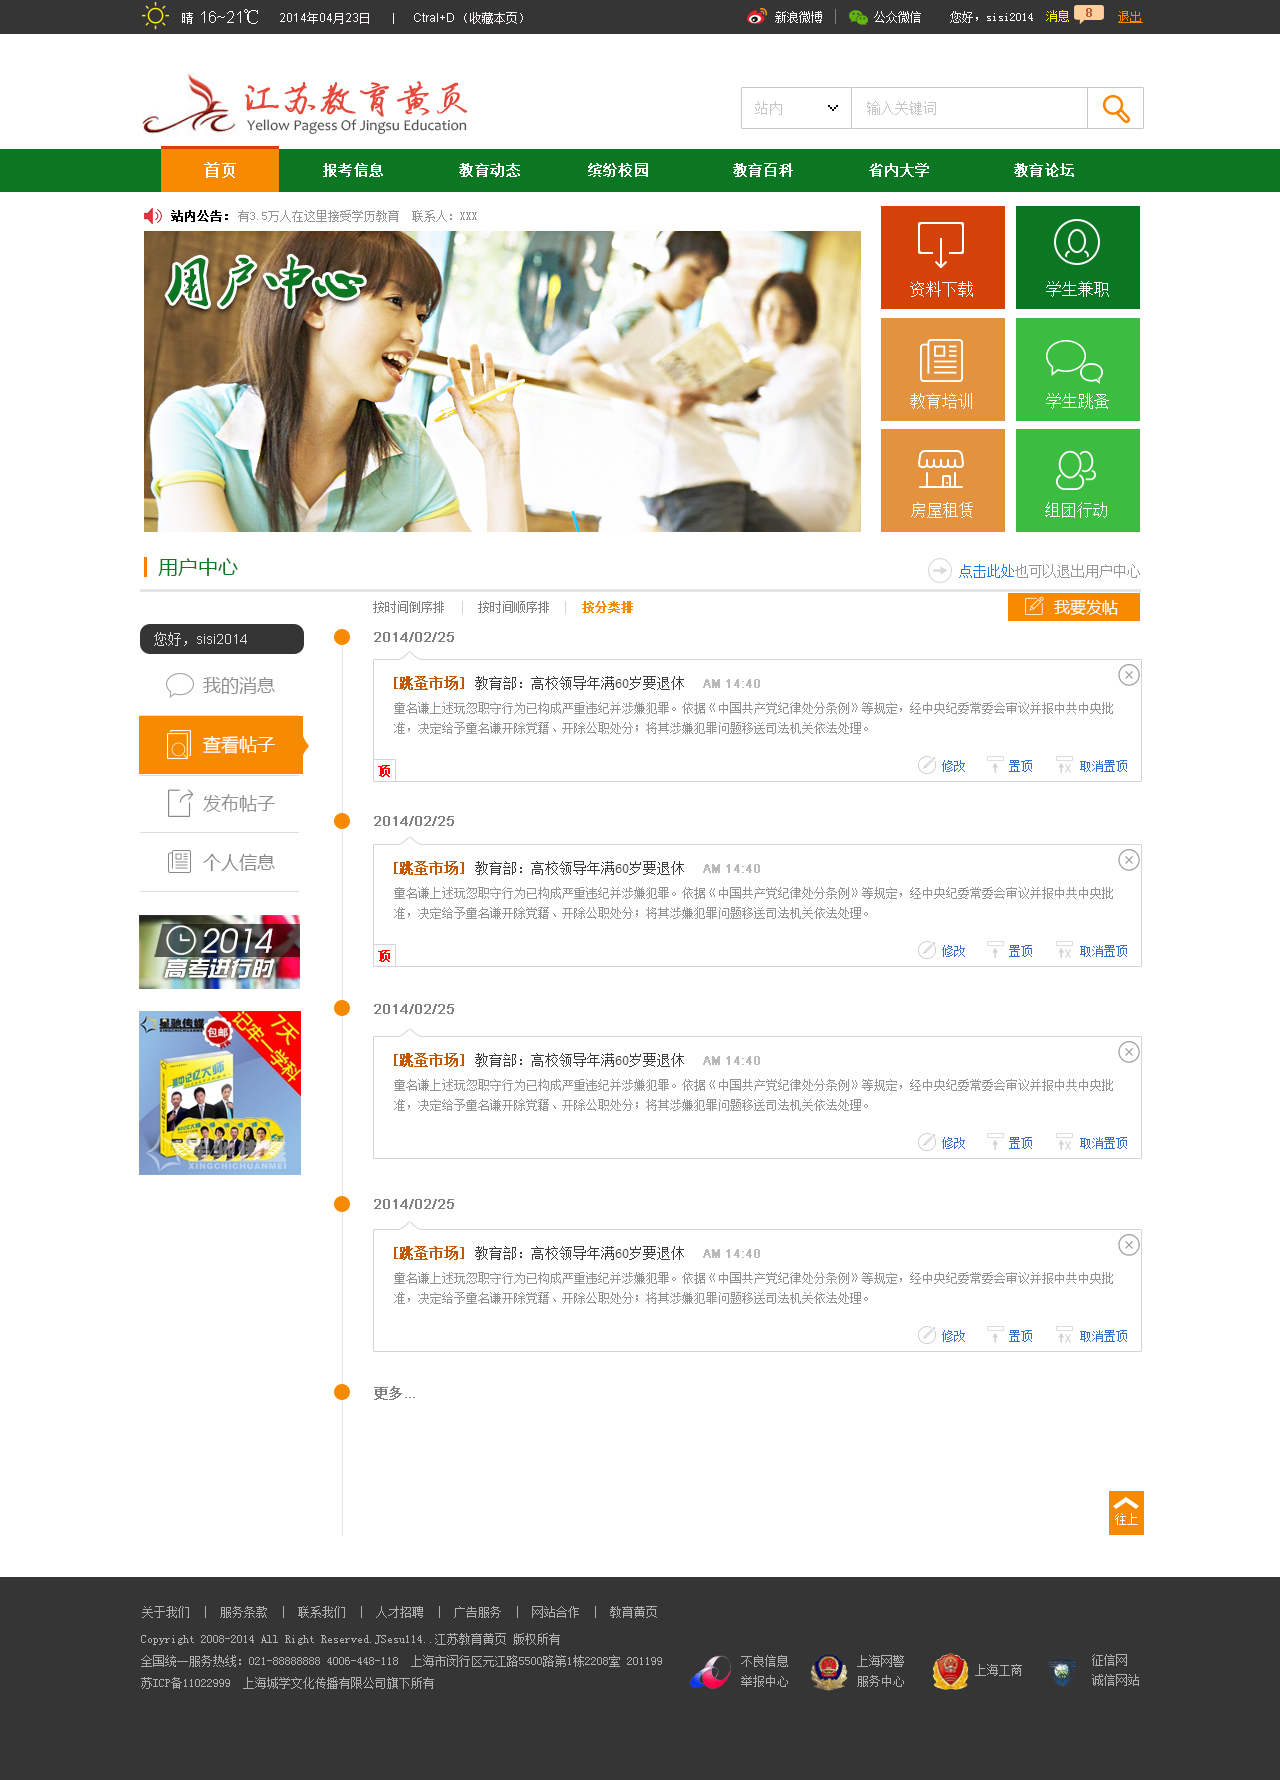 晴 16~21℃ 2014年04月23日 | Ctral+D（收藏本页） 新浪微博 公众微信 您好，sisi2014 消息 8 退出
江苏教育黄页
Yellow Pagess Of Jingsu Education
站内 输入关键词
首页 报考信息 教育动态 缤纷校园 教育百科 省内大学 教育论坛
站内公告： 有3.5万人在这里接受学历教育 联系人：XXX
用户中心
资料下载 学生兼职
教育培训 学生跳蚤
房屋租赁 组团行动
用户中心
点击此处也可以退出用户中心
按时间倒序排 按时间顺序排 按分类排
我要发帖
您好，sisi2014
我的消息
查看帖子
发布帖子
个人信息
2014
高考进行时
星驰传媒
XINGCHICHUANMEI
包邮
7天
记牢一学科
高中记忆大师
XINGCHICHUANMEI
2014/02/25
[跳蚤市场] 教育部：高校领导年满60岁要退休 AM 14:40
童名谦上述玩忽职守行为已构成严重违纪并涉嫌犯罪。依据《中国共产党纪律处分条例》等规定，经中央纪委常委会审议并报中共中央批
准，决定给予童名谦开除党籍、开除公职处分；将其涉嫌犯罪问题移送司法机关依法处理。
顶 修改 置顶 取消置顶
2014/02/25
[跳蚤市场] 教育部：高校领导年满60岁要退休 AM 14:40
童名谦上述玩忽职守行为已构成严重违纪并涉嫌犯罪。依据《中国共产党纪律处分条例》等规定，经中央纪委常委会审议并报中共中央批
准，决定给予童名谦开除党籍、开除公职处分；将其涉嫌犯罪问题移送司法机关依法处理。
顶 修改 置顶 取消置顶
2014/02/25
[跳蚤市场] 教育部：高校领导年满60岁要退休 AM 14:40
童名谦上述玩忽职守行为已构成严重违纪并涉嫌犯罪。依据《中国共产党纪律处分条例》等规定，经中央纪委常委会审议并报中共中央批
准，决定给予童名谦开除党籍、开除公职处分；将其涉嫌犯罪问题移送司法机关依法处理。
修改 置顶 取消置顶
2014/02/25
[跳蚤市场] 教育部：高校领导年满60岁要退休 AM 14:40
童名谦上述玩忽职守行为已构成严重违纪并涉嫌犯罪。依据《中国共产党纪律处分条例》等规定，经中央纪委常委会审议并报中共中央批
准，决定给予童名谦开除党籍、开除公职处分；将其涉嫌犯罪问题移送司法机关依法处理。
修改 置顶 取消置顶
更多...
往上
关于我们 | 服务条款 | 联系我们 | 人才招聘 | 广告服务 | 网站合作 | 教育黄页
Copyright 2008-2014 All Right Reserved.JSesu114..江苏教育黄页 版权所有
全国统一服务热线：021-88888888 4006-448-118 上海市闵行区元江路5500路第1栋2208室 201199
苏ICP备11022999 上海城学文化传播有限公司旗下所有
不良信息
举报中心
上海网警
服务中心
上海工商
征信网
诚信网站